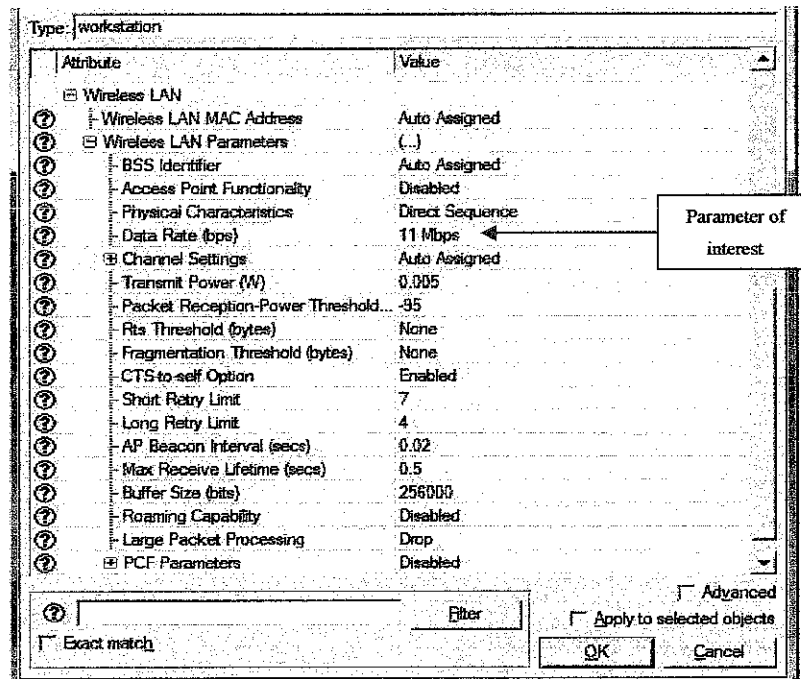 Type: workstation
Attribute Value
Wireless LAN
Wireless LAN MAC Address Auto Assigned
Wireless LAN Parameters (...)
BSS Identifier Auto Assigned
Access Point Functionality Disabled
Physical Characteristics Direct Sequence
Data Rate (bps) 11 Mbps
Parameter of
interest
Channel Settings Auto Assigned
Transmit Power (W) 0.005
Packet Reception-Power Threshold... -95
Rts Threshold (bytes) None
Fragmentation Threshold (bytes) None
CTS-to-self Option Enabled
Short Retry Limit 7
Long Retry Limit 4
AP Beacon Interval (secs) 0.02
Max Receive Lifetime (secs) 0.5
Buffer Size (bits) 256000
Roaming Capability Disabled
Large Packet Processing Drop
PCF Parameters Disabled
Advanced
Filter
Apply to selected objects
Exact match
OK Cancel